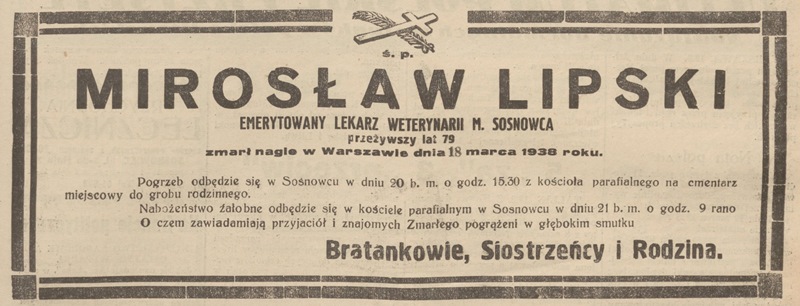 ś. p.
MIROSŁAW LIPSKI
EMERYTOWANY LEKARZ WETERYNARII M. SOSNOWCA
przeżywszy lat 79
zmarł nagle w Warszawie dnia 18 marca 1938 roku.
Pogrzeb odbędzie się w Sosnowcu w dniu 20 b. m. o godz. 15.30 z kościoła parafialnego na cmentarz
miejscowy do grobu rodzinnego.
Nabożeństwo żałobne odbędzie się w kościele parafialnym w Sosnowcu w dniu 21 b. m. o godz. 9 rano
O czem zawiadamiają przyjaciół i znajomych Zmarłego pogrążeni w głębokim smutku
Bratankowie, Siostrzeńcy i Rodzina.